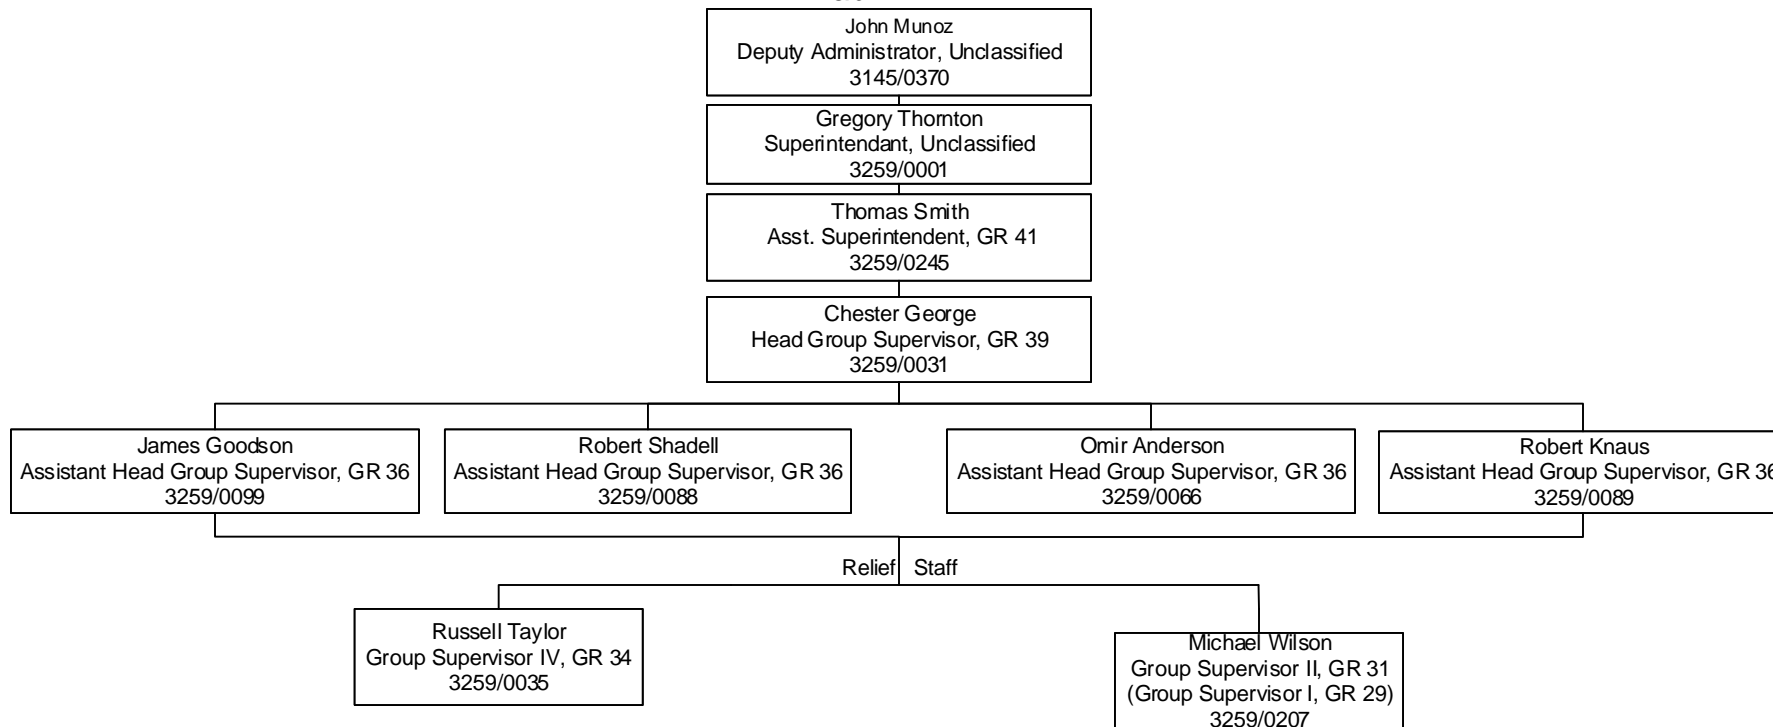 John Munoz
Deputy Administrator, Unclassified
3145/0370
Gregory Thornton
Superintendant, Unclassified
3259/0001
Thomas Smith
Asst. Superintendent, GR 41
3259/0245
Chester George
Head Group Supervisor, GR 39
3259/0031
James Goodson
Assistant Head Group Supervisor, GR 36
3259/0099
Robert Shadell
Assistant Head Group Supervisor, GR 36
3259/0088
Omir Anderson
Assistant Head Group Supervisor, GR 36
3259/0066
Robert Knaus
Assistant Head Group Supervisor, GR 36
3259/0089
Relief Staff
Russell Taylor
Group Supervisor IV, GR 34
3259/0035
Michael Wilson
Group Supervisor II, GR 31
(Group Supervisor I, GR 29)
3259/0207